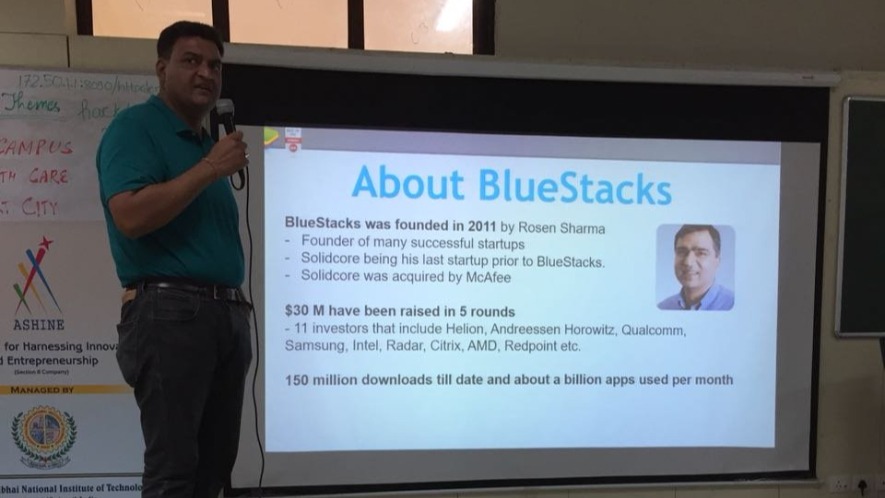 172.50.1.1:8080/hack
Themes
CAMPUS
TH CARE
CITY
ASHINE
for Harnessing Innova
d Entrepreneurship
(Section 8 Company)
MANAGED BY
bhai National Institute of Technolo
About BlueStacks
BlueStacks was founded in 2011 by Rosen Sharma
- Founder of many successful startups
- Solidcore being his last startup prior to BlueStacks.
- Solidcore was acquired by McAfee
$30 M have been raised in 5 rounds
- 11 investors that include Helion, Andreessen Horowitz, Qualcomm,
Samsung, Intel, Radar, Citrix, AMD, Redpoint etc.
150 million downloads till date and about a billion apps used per month